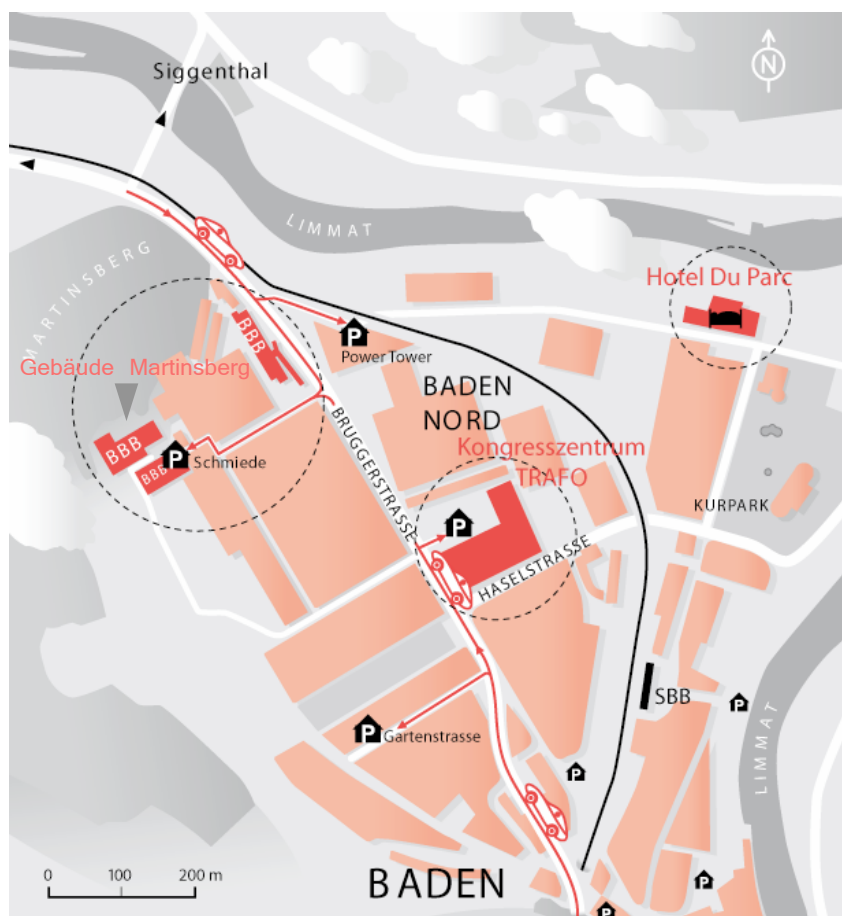 Siggenthal
N
LIMMAT
MARTINSBERG
Hotel Du Parc
BBB
P
Power Tower
Gebäude Martinsberg
BADEN
NORD
BRUGGERSTRASSE
Kongresszentrum
TRAFO
BBB
BBB
P
Schmiede
KURPARK
P
HASELSTRASSE
SBB
P
LIMMAT
P
Gartenstrasse
P
0 100 200 m
BADEN
P
P